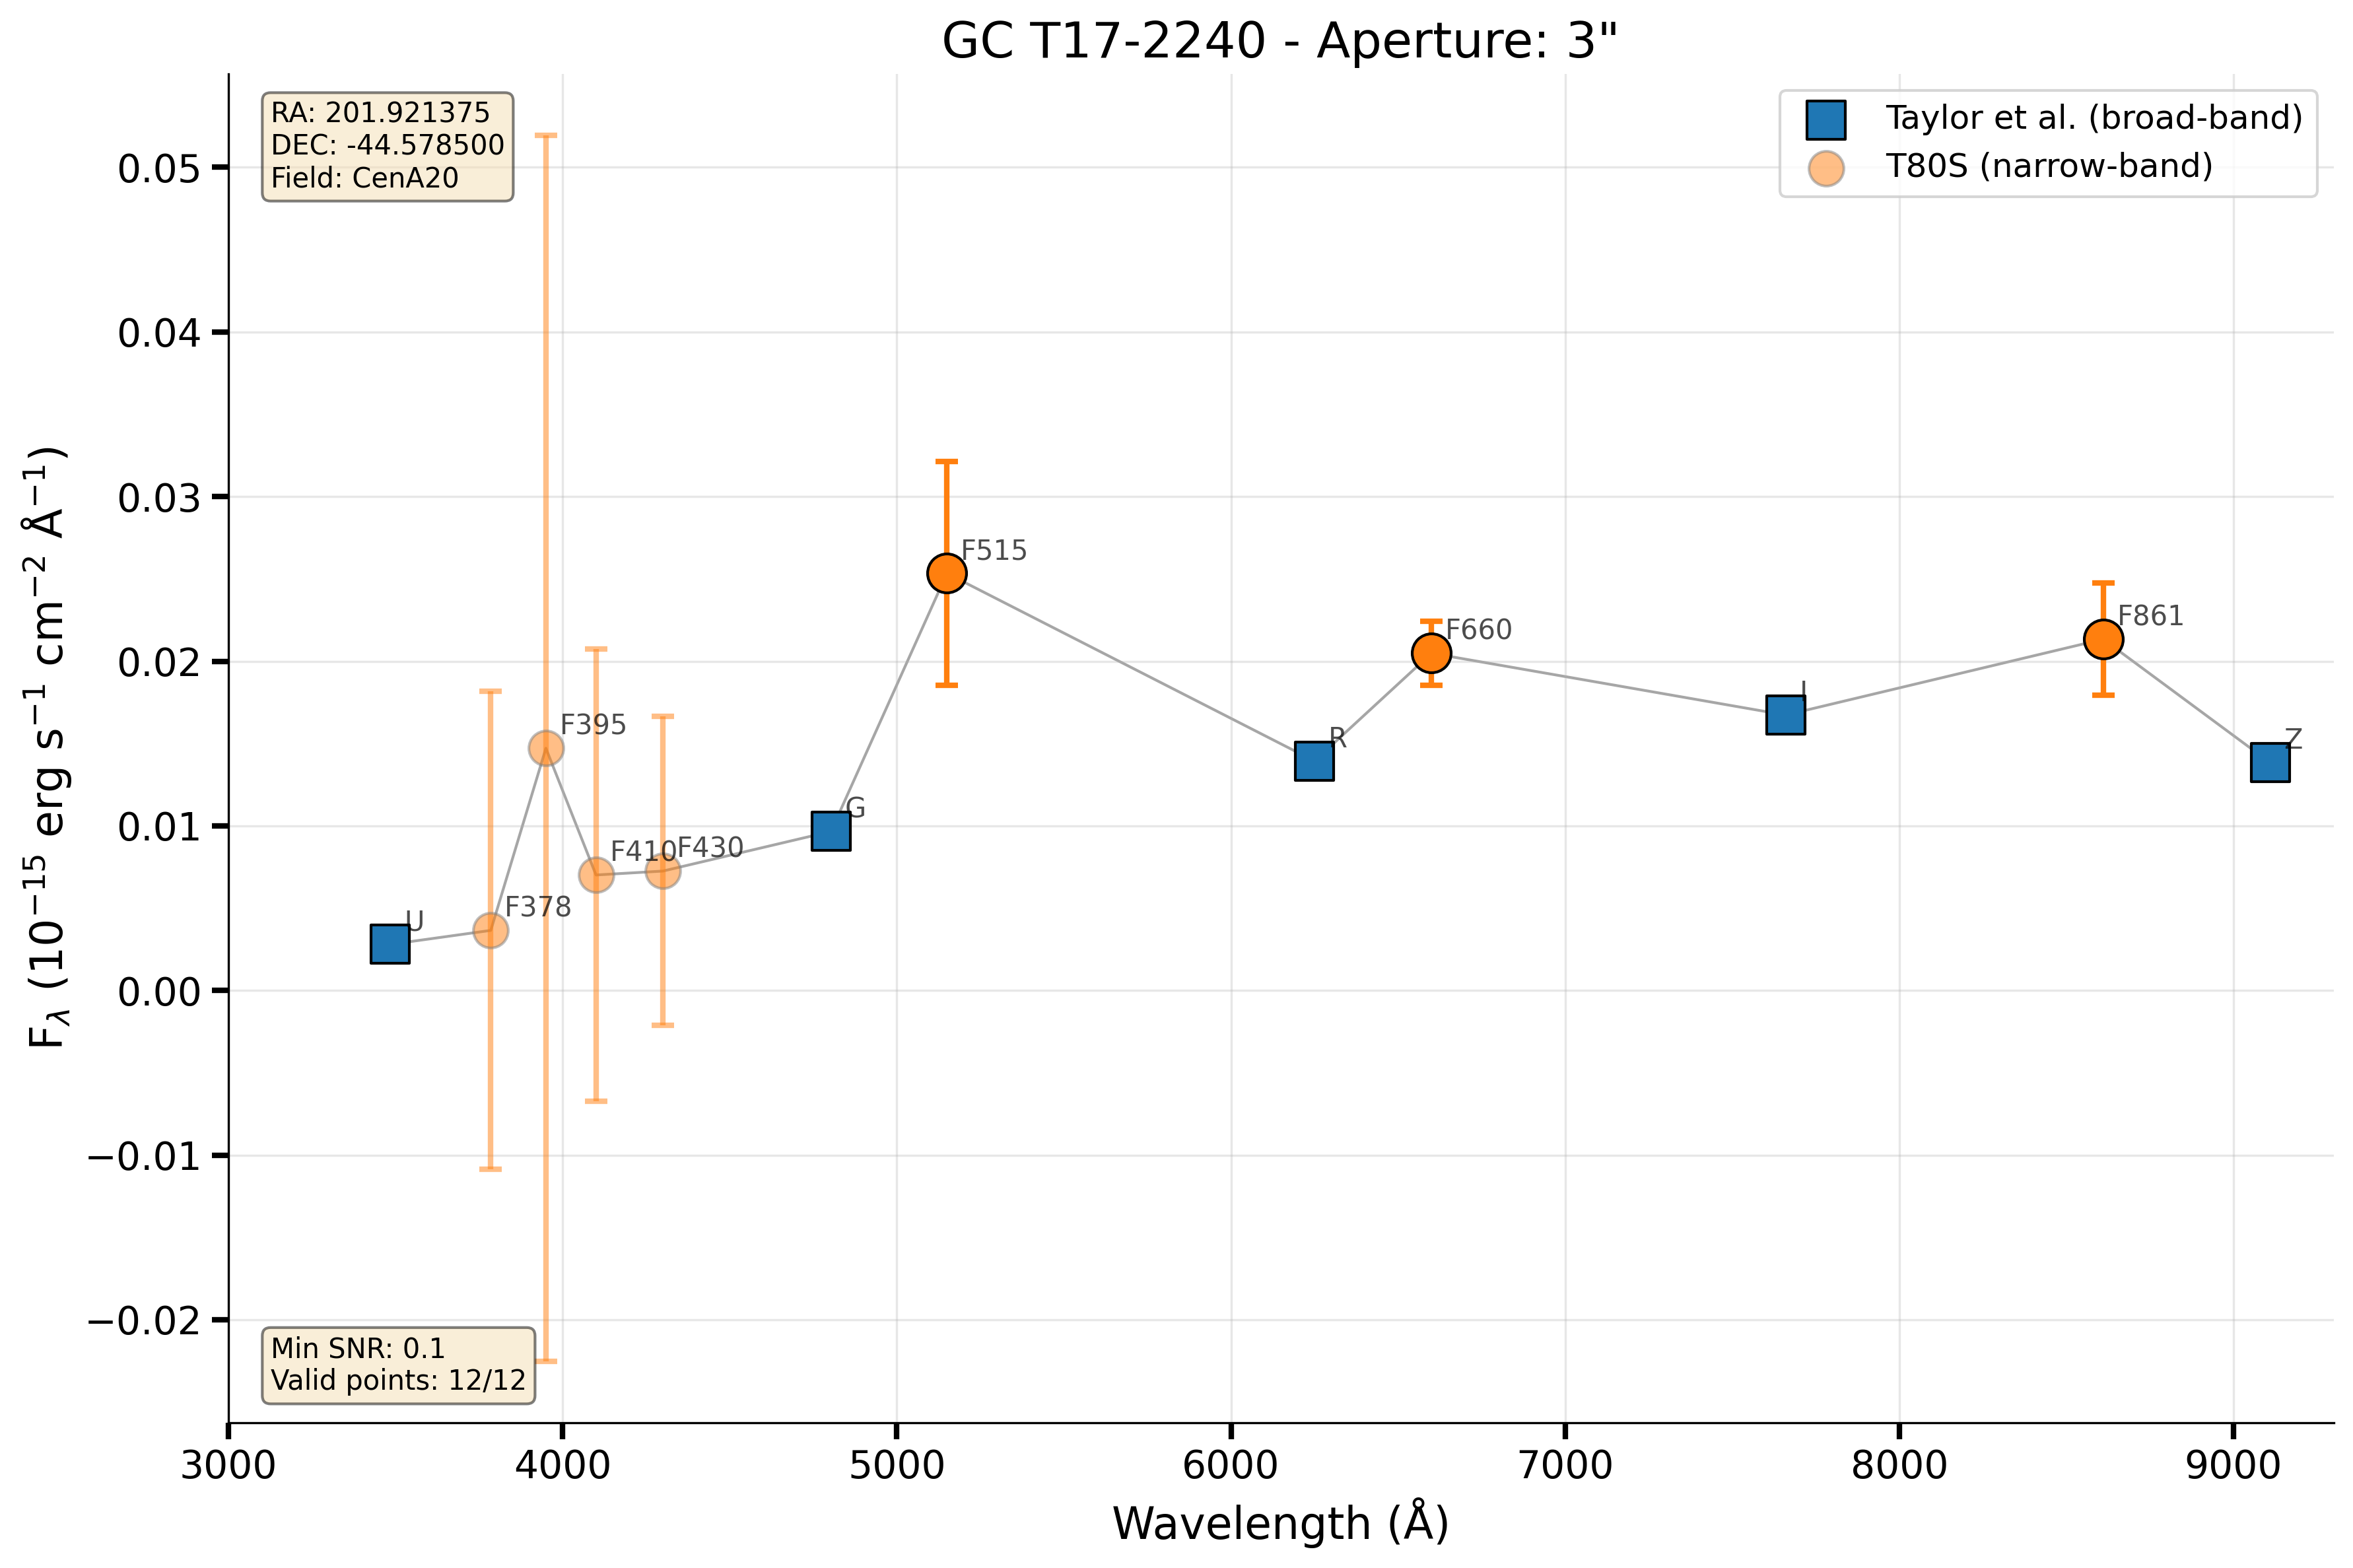 GC T17-2240 - Aperture: 3"
RA: 201.921375
DEC: -44.578500
Field: CenA20
Taylor et al. (broad-band)
T80S (narrow-band)
0.05
0.04
0.03
0.02
0.01
0.00
−0.01
−0.02
F_λ (10⁻¹⁵ erg s⁻¹ cm⁻² Å⁻¹)
U
F378
F395
F410
F430
G
F515
R
F660
I
F861
Z
Min SNR: 0.1
Valid points: 12/12
3000 4000 5000 6000 7000 8000 9000
Wavelength (Å)